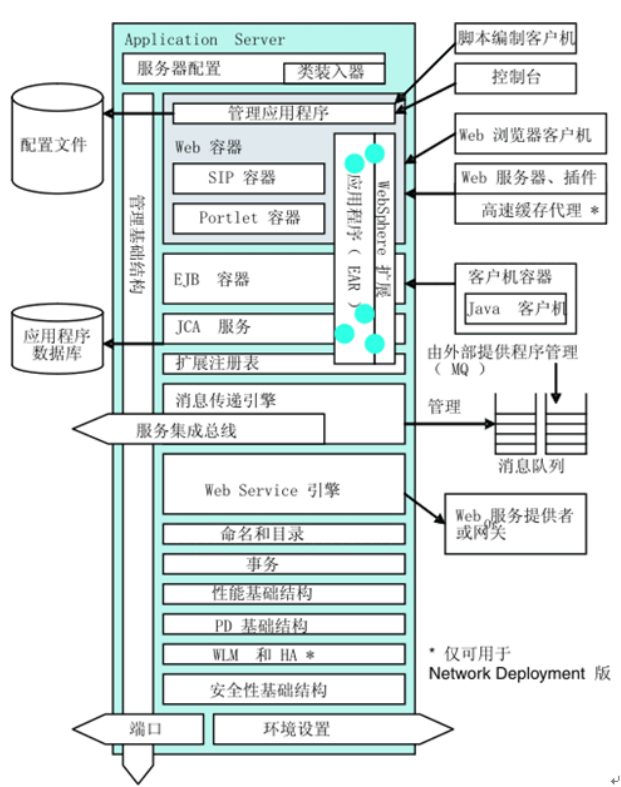 Application Server
服务器配置
类装入器
脚本编制客户机
控制台
配置文件
管理应用程序
Web 容器
SIP 容器
Portlet 容器
管理基础结构
应用程序（ EAR ）
WebSphere 扩展
Web 浏览器客户机
Web 服务器、插件
高速缓存代理 *
EJB 容器
客户机容器
Java 客户机
应用程序
数据库
JCA 服务
扩展注册表
由外部提供程序管理
（ MQ ）
消息传递引擎
管理
服务集成总线
消息队列
Web Service 引擎
Web 服务提供者
或网关
命名和目录
事务
性能基础结构
PD 基础结构
WLM 和 HA *
* 仅可用于
Network Deployment 版
安全性基础结构
端口
环境设置